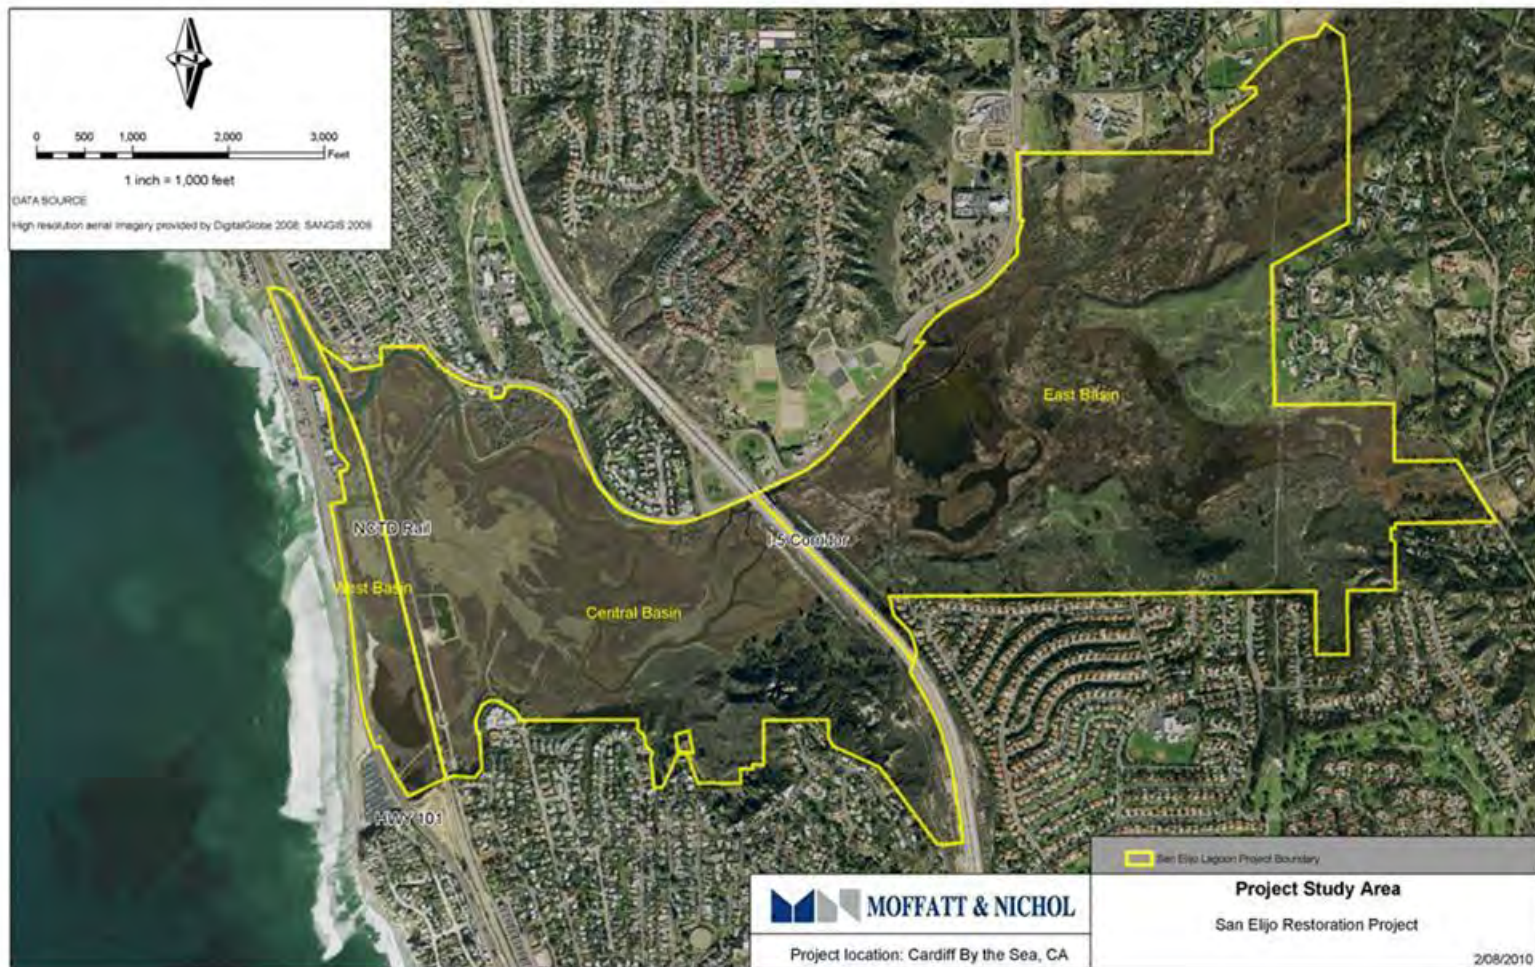 N
0 500 1,000 2,000 3,000
Feet
1 inch = 1,000 feet
DATA SOURCE
High resolution aerial imagery provided by DigitalGlobe 2008; SANGIS 2009
East Basin
NCTD Rail
I-5 Corridor
West Basin
Central Basin
HWY 101
San Elijo Lagoon Project Boundary
MOFFATT & NICHOL
Project location: Cardiff By the Sea, CA
Project Study Area
San Elijo Restoration Project
2/08/2010